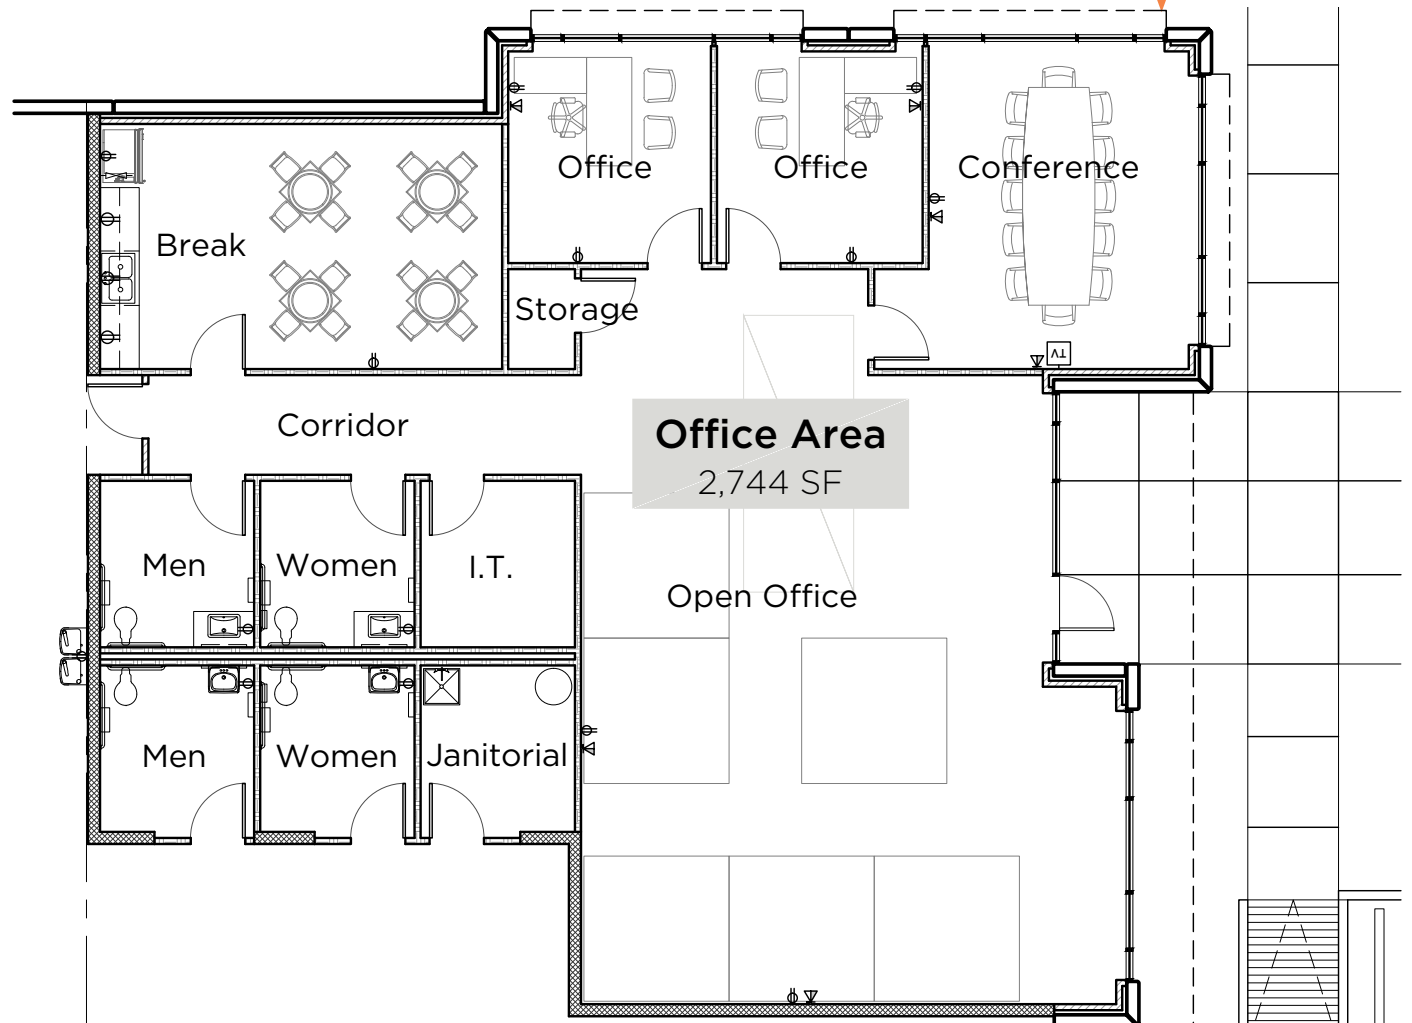 Office
Office
Conference
Break
Storage
TV
Corridor
Office Area
2,744 SF
Men
Women
I.T.
Open Office
Men
Women
Janitorial